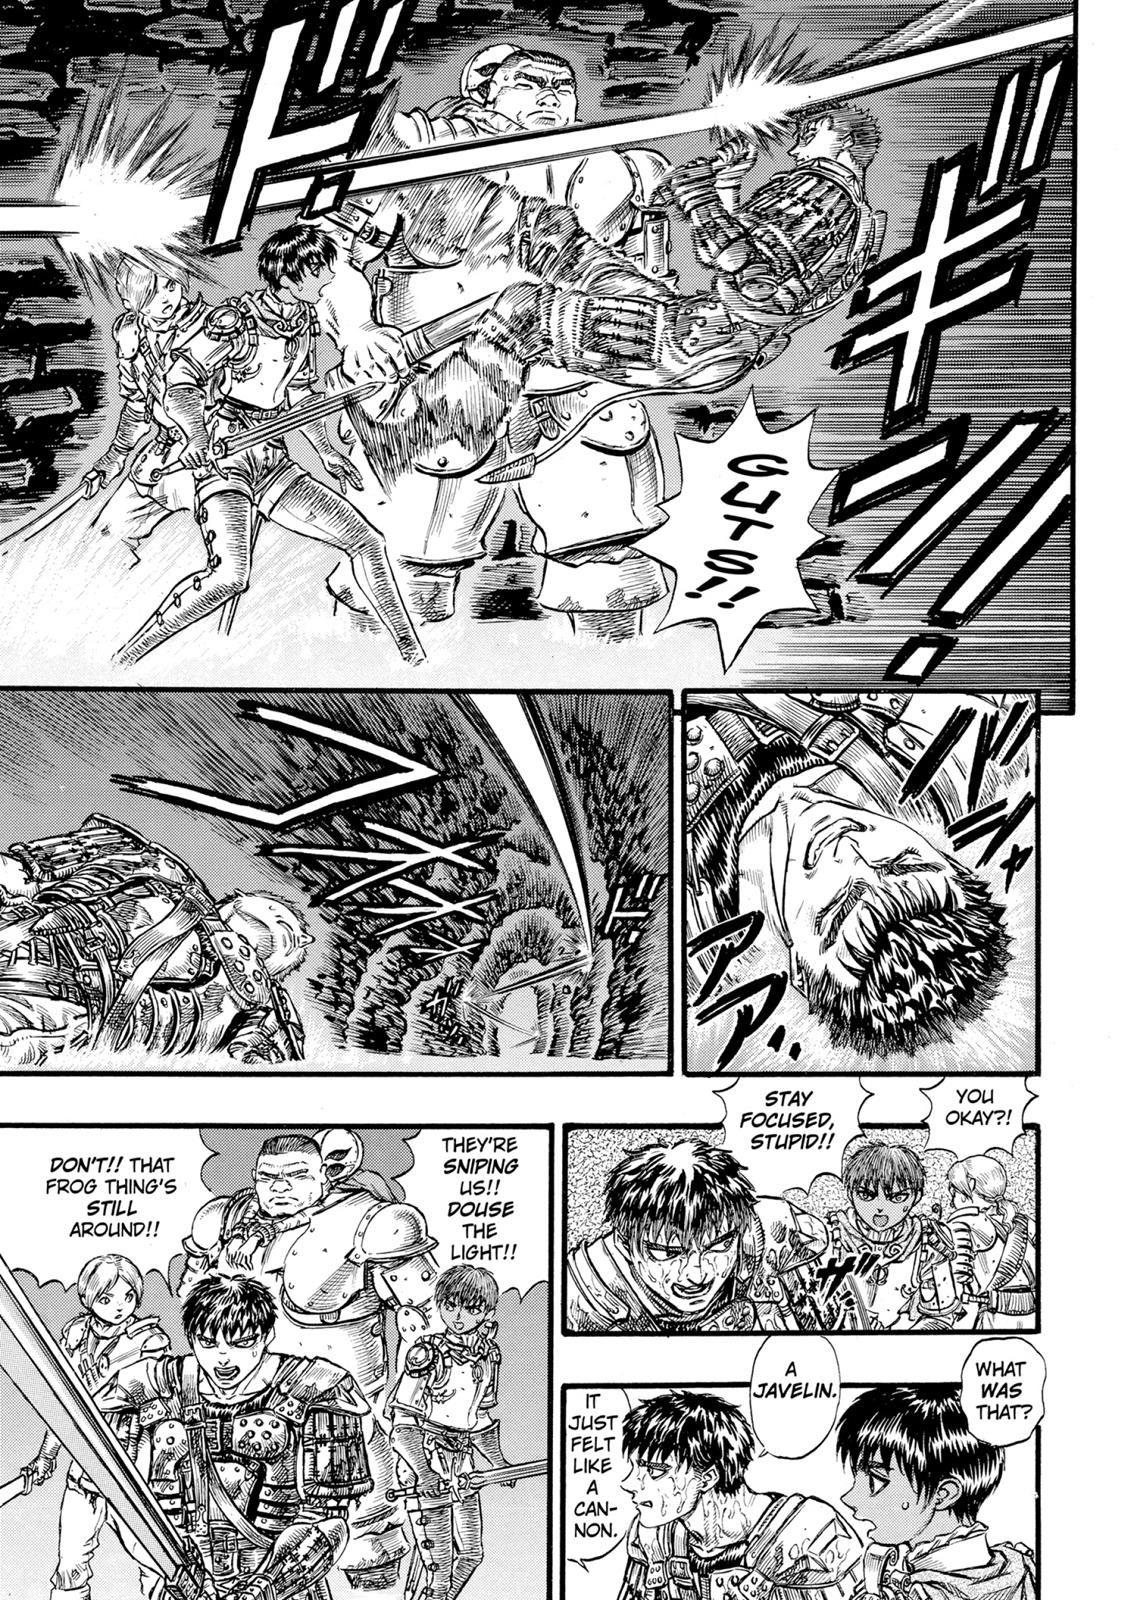 ド
GUTS!!
YOU
OKAY?!
STAY
FOCUSED,
STUPID!!
WHAT
WAS
THAT?
A
JAVELIN.
IT
JUST
FELT
LIKE
A
CAN-
NON.
THEY'RE
SNIPING
US!!
DOUSE
THE
LIGHT!!
DON'T!! THAT
FROG THING'S
STILL
AROUND!!